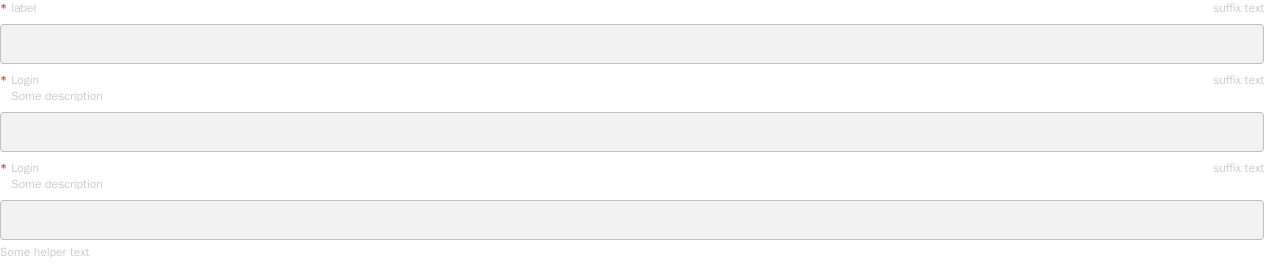 * label suffix text
* Login suffix text
Some description
* Login suffix text
Some description
Some helper text